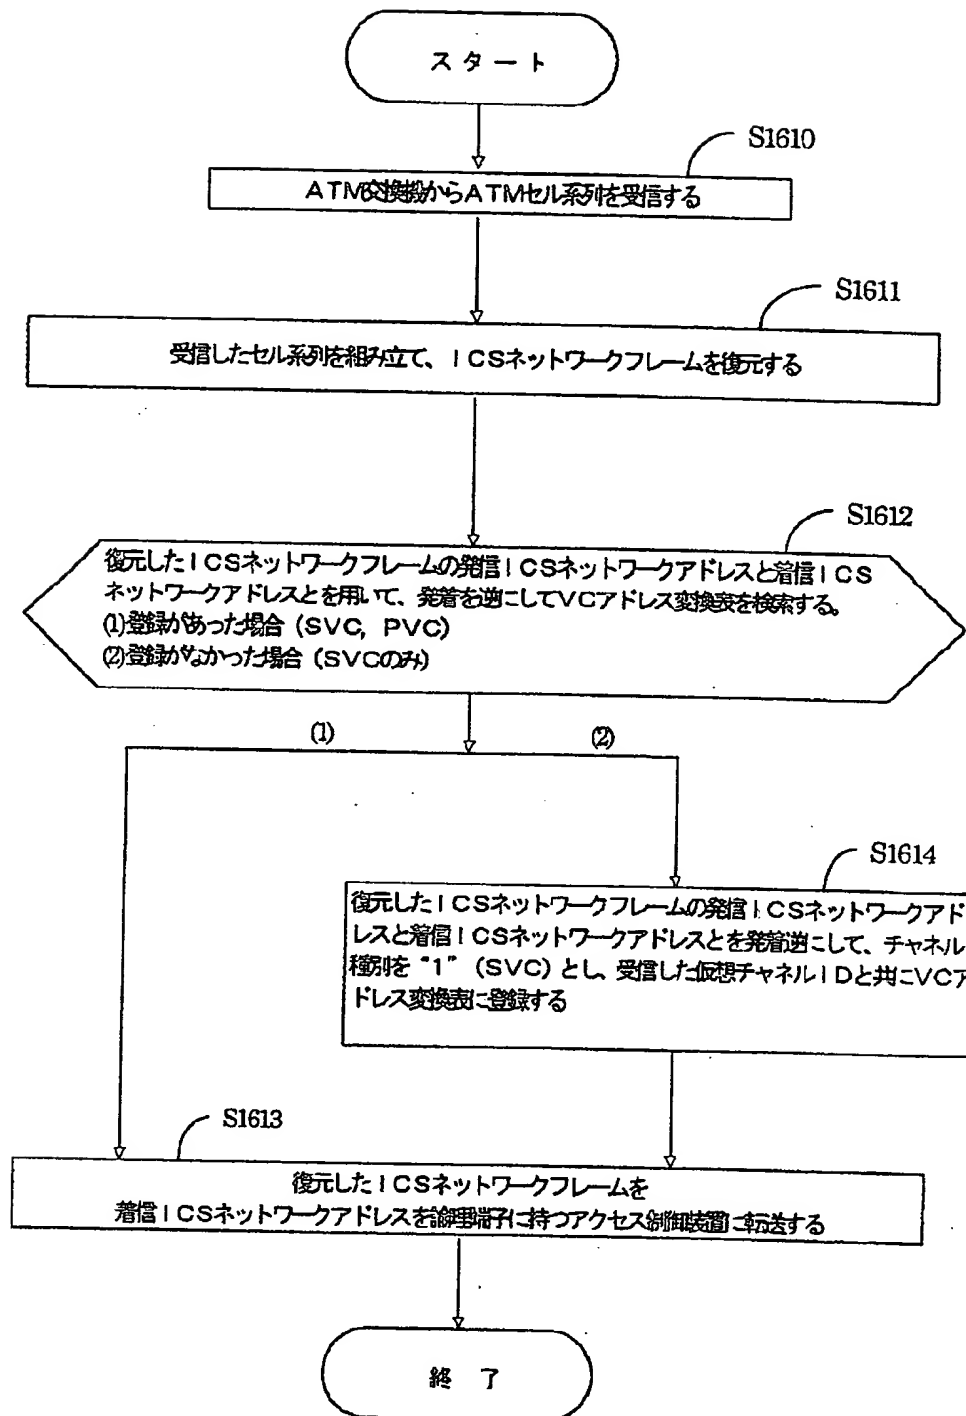 スタート
S1610
ATM交換機からATMセル系列を受信する
S1611
受信したセル系列を組み立て、ICSネットワークフレームを復元する
S1612
復元したICSネットワークフレームの発信ICSネットワークアドレスと着信ICS
ネットワークアドレスとを用いて、発着を逆にしてVCアドレス変換表を検索する。
(1)登録があった場合（SVC, PVC）
(2)登録がなかった場合（SVCのみ）
(1)
(2)
S1614
復元したICSネットワークフレームの発信ICSネットワークアド
レスと着信ICSネットワークアドレスとを発着逆にして、チャネル
種別を“1”（SVC）とし、受信した仮想チャネルIDと共にVCア
ドレス変換表に登録する
S1613
復元したICSネットワークフレームを
着信ICSネットワークアドレスを論理端子に持つアクセス制御装置に転送する
終了